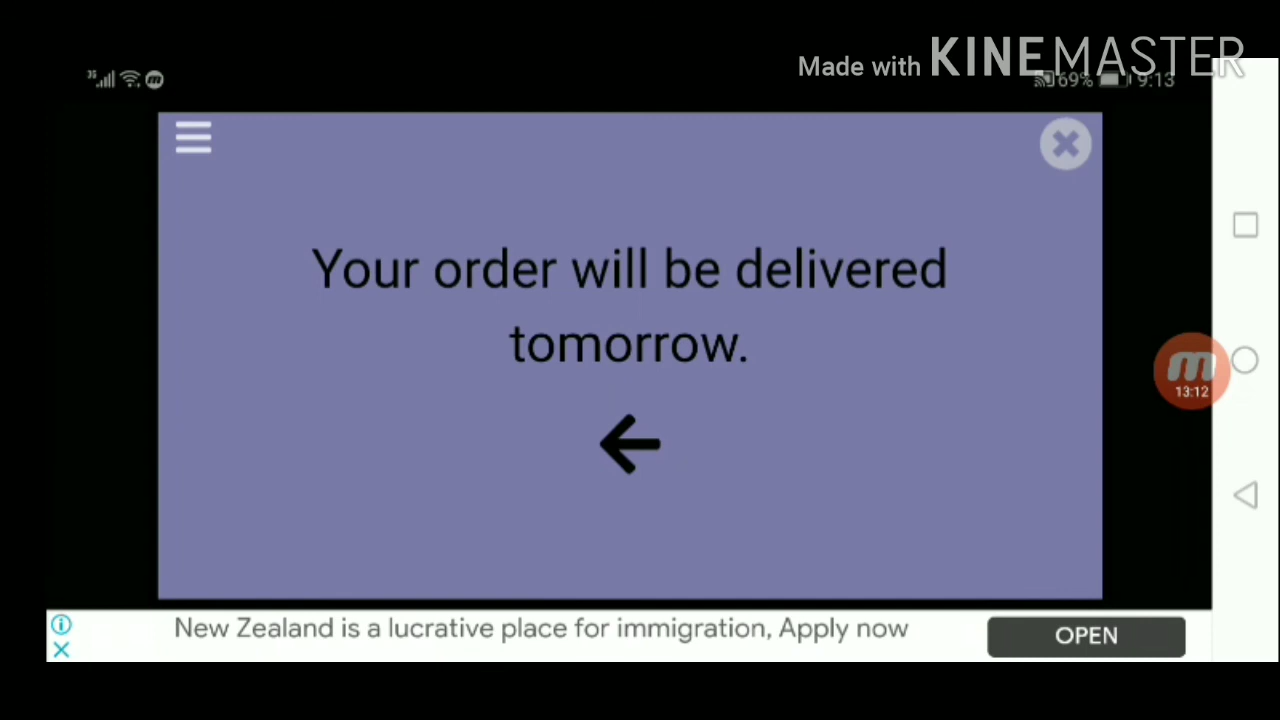 Made with KINEMASTER
3G
69% 9:13
Your order will be delivered
tomorrow.
13:12
New Zealand is a lucrative place for immigration, Apply now
OPEN